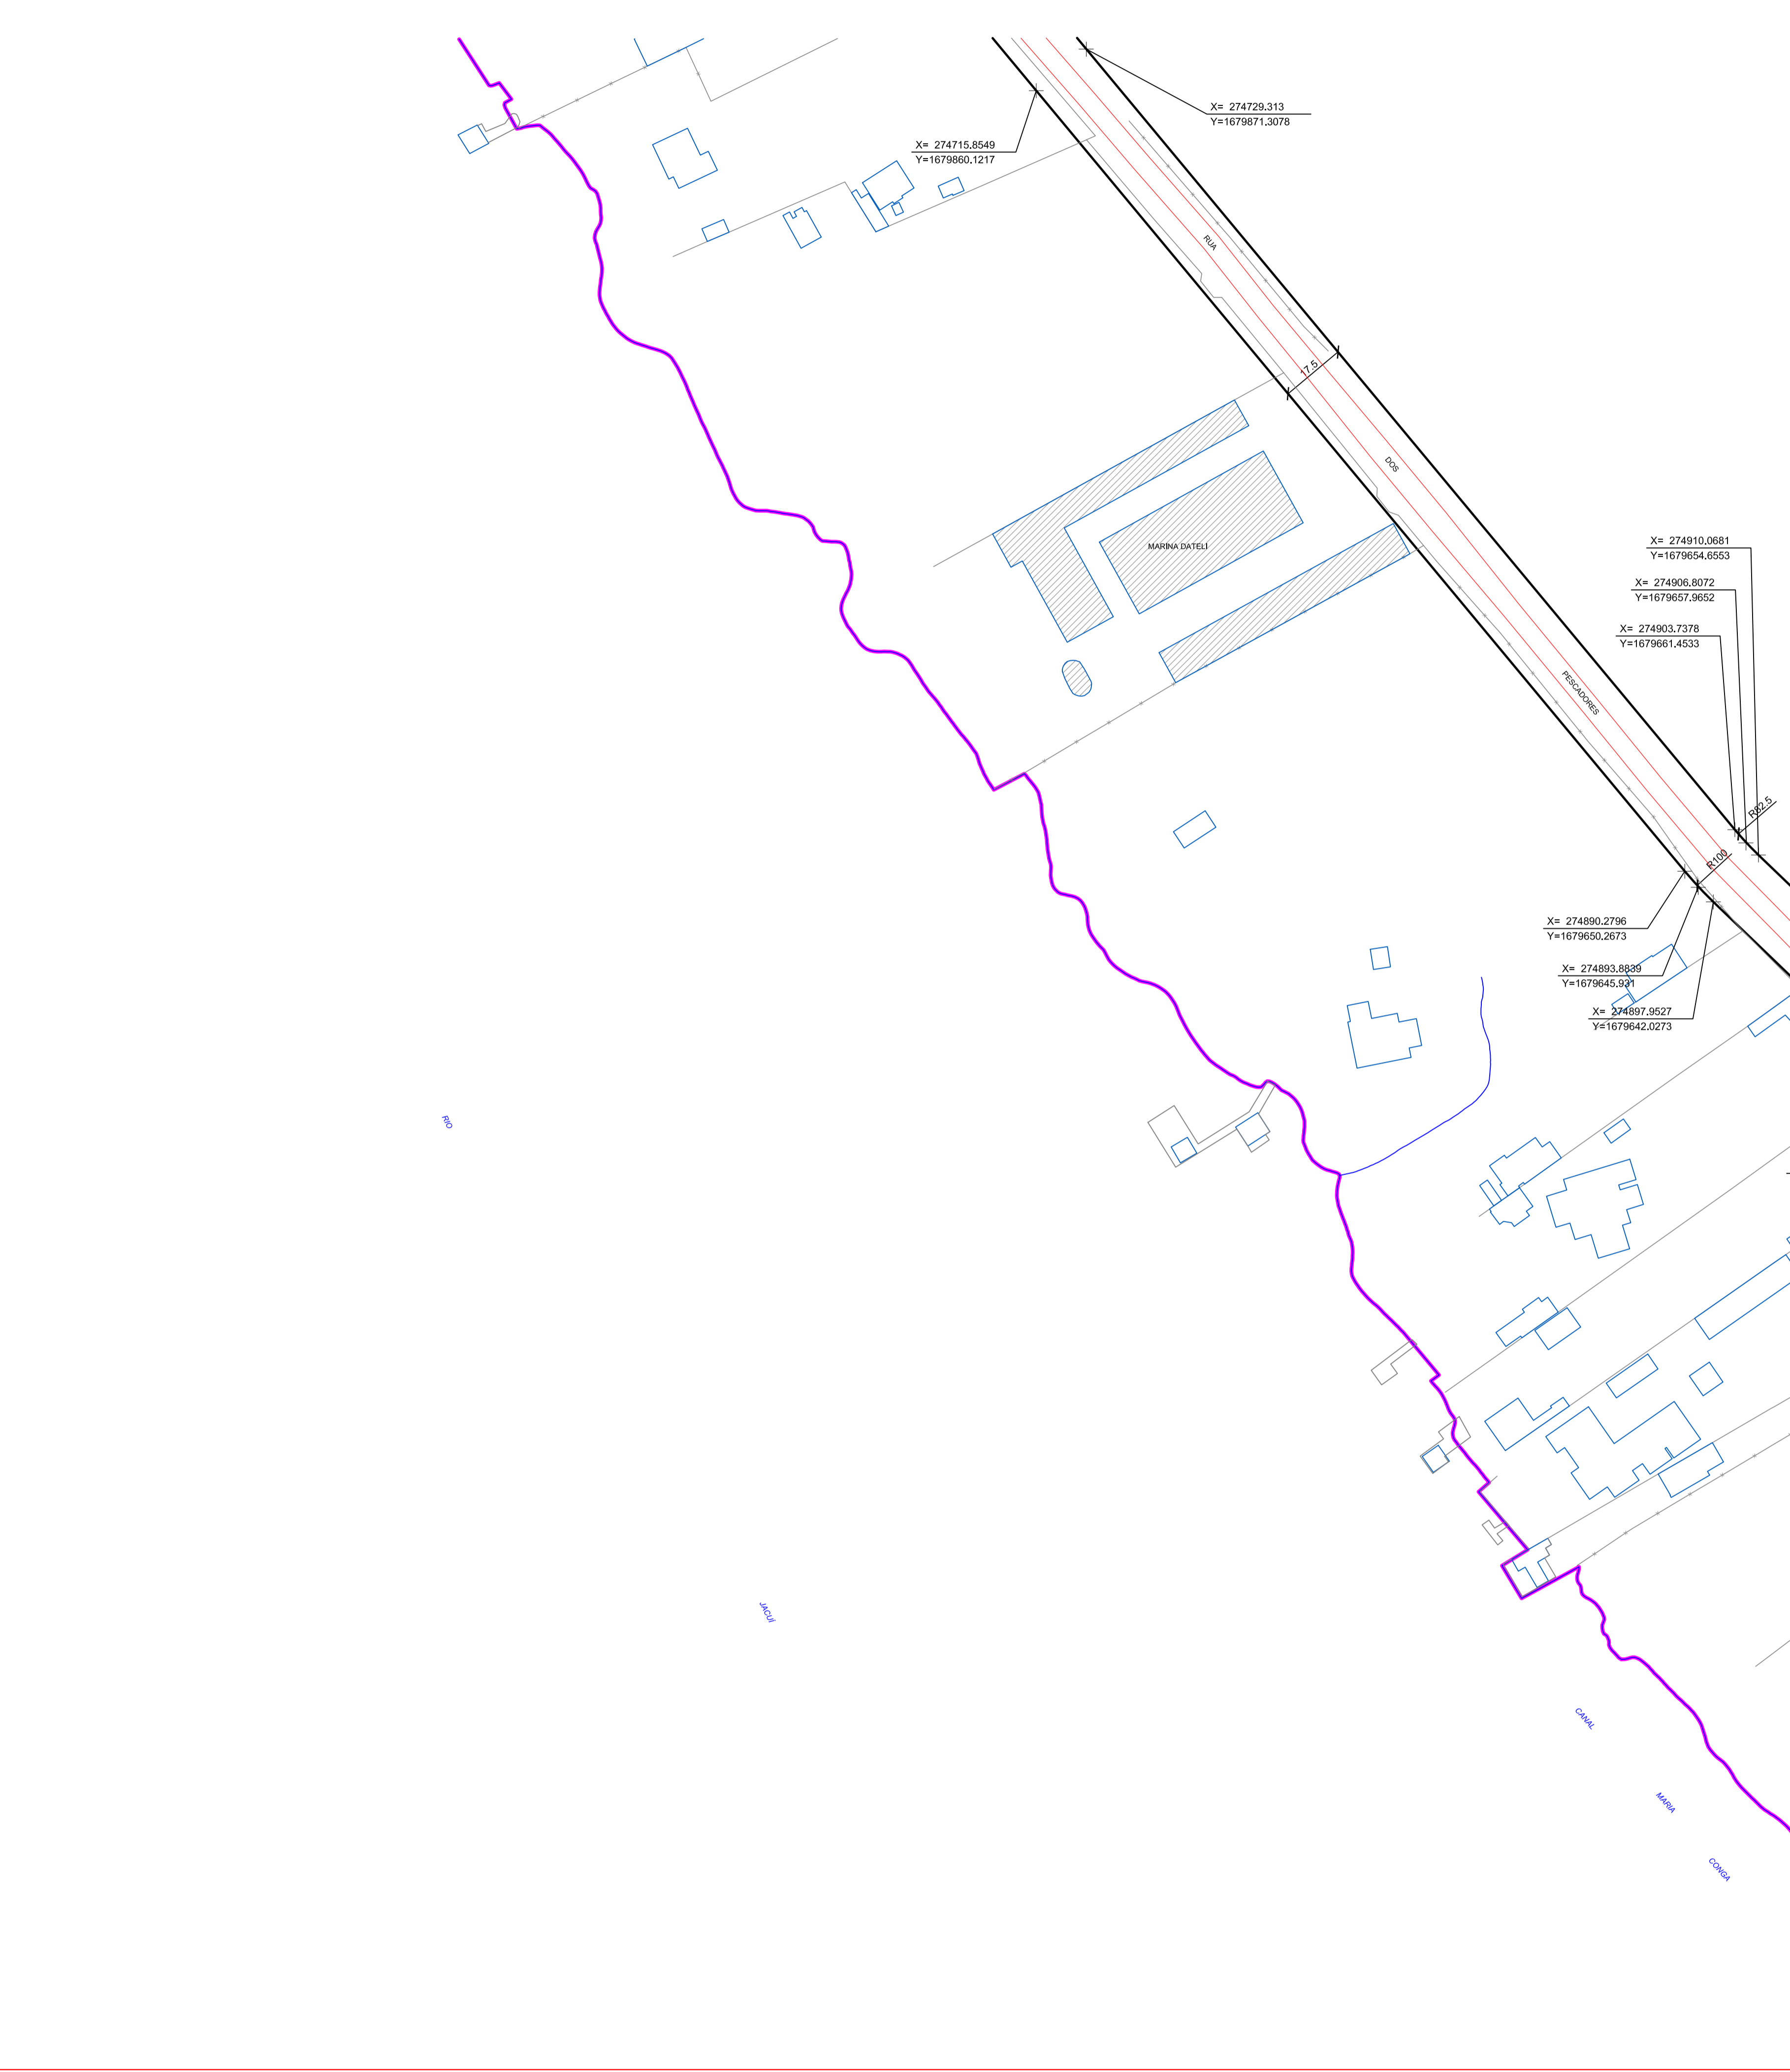 X= 274729.313
Y=1679871.3078
X= 274715.8549
Y=1679860.1217
RUA
17.5
DOS
MARINA DATELÍ
X= 274910.0681
Y=1679654.6553
X= 274906.8072
Y=1679657.9652
X= 274903.7378
Y=1679661.4533
PESCADORES
R82.5
R100
X= 274890.2796
Y=1679650.2673
X= 274893.8839
Y=1679645.931
X= 274897.9527
Y=1679642.0273
RIO
JACUÍ
CANAL
MARIA
CONGA